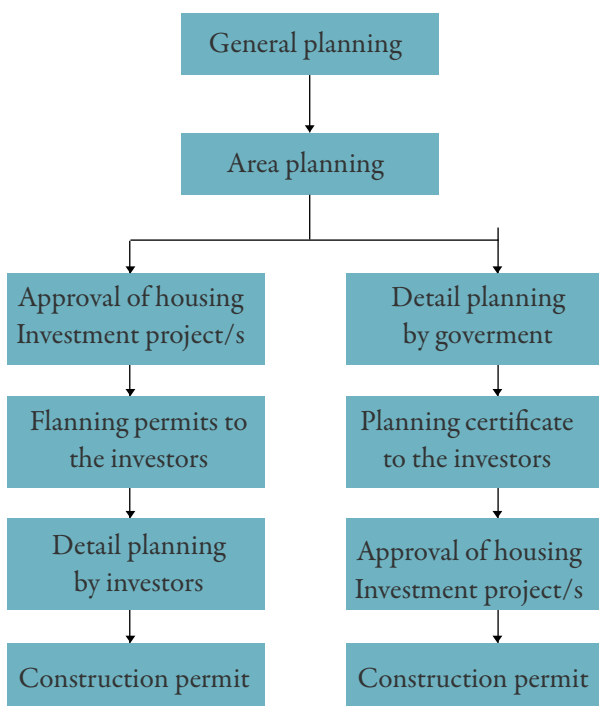 General planning
Area planning
Approval of housing
Investment project/s
Flanning permits to
the investors
Detail planning
by investors
Construction permit
Detail planning
by goverment
Planning certificate
to the investors
Approval of housing
Investment project/s
Construction permit